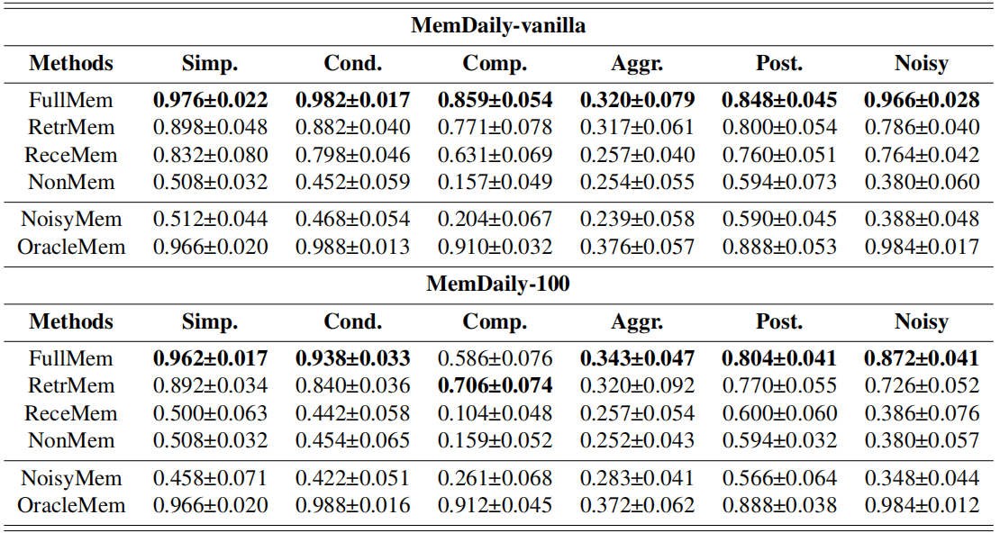 MemDaily-vanilla
Methods Simp. Cond. Comp. Aggr. Post. Noisy
FullMem 0.976±0.022 0.982±0.017 0.859±0.054 0.320±0.079 0.848±0.045 0.966±0.028
RetrMem 0.898±0.048 0.882±0.040 0.771±0.078 0.317±0.061 0.800±0.054 0.786±0.040
ReceMem 0.832±0.080 0.798±0.046 0.631±0.069 0.257±0.040 0.760±0.051 0.764±0.042
NonMem 0.508±0.032 0.452±0.059 0.157±0.049 0.254±0.055 0.594±0.073 0.380±0.060
NoisyMem 0.512±0.044 0.468±0.054 0.204±0.067 0.239±0.058 0.590±0.045 0.388±0.048
OracleMem 0.966±0.020 0.988±0.013 0.910±0.032 0.376±0.057 0.888±0.053 0.984±0.017
MemDaily-100
Methods Simp. Cond. Comp. Aggr. Post. Noisy
FullMem 0.962±0.017 0.938±0.033 0.586±0.076 0.343±0.047 0.804±0.041 0.872±0.041
RetrMem 0.892±0.034 0.840±0.036 0.706±0.074 0.320±0.092 0.770±0.055 0.726±0.052
ReceMem 0.500±0.063 0.442±0.058 0.104±0.048 0.257±0.054 0.600±0.060 0.386±0.076
NonMem 0.508±0.032 0.454±0.065 0.159±0.052 0.252±0.043 0.594±0.032 0.380±0.057
NoisyMem 0.458±0.071 0.422±0.051 0.261±0.068 0.283±0.041 0.566±0.064 0.348±0.044
OracleMem 0.966±0.020 0.988±0.016 0.912±0.045 0.372±0.062 0.888±0.038 0.984±0.012